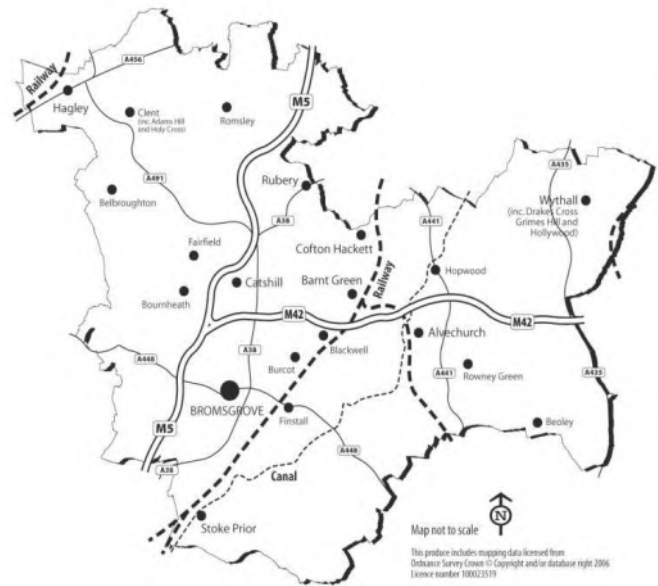 A456
Railway
Hagley
Clent
(inc. Adams Hill
and Holy Cross)
Romsley
M5
A435
A491
Rubery
Belbroughton
A38
A441
Wythall
(inc. Drakes Cross
Grimes Hill and
Hollywood)
Cofton Hackett
Fairfield
Catshill
Barnt Green
Railway
Hopwood
Bournheath
M42
M42
Alvechurch
A448
A38
Blackwell
Burcot
Rowney Green
A441
A435
BROMSGROVE
Finstall
Beoley
M5
A448
A38
Canal
Stoke Prior
N
Map not to scale
This produce includes mapping data licensed from
Ordnance Survey Crown © Copyright and/or database right 2006
Licence number 100023519